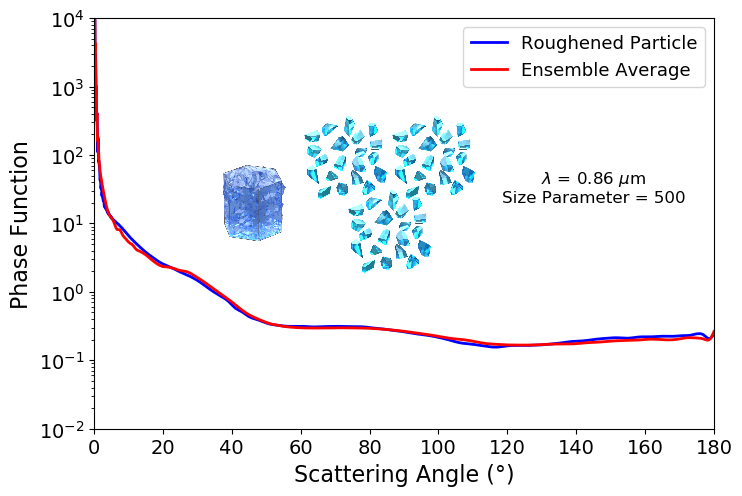 Roughened Particle
Ensemble Average
λ = 0.86 μm
Size Parameter = 500
Phase Function
10^4
10^3
10^2
10^1
10^0
10^-1
10^-2
0 20 40 60 80 100 120 140 160 180
Scattering Angle (°)